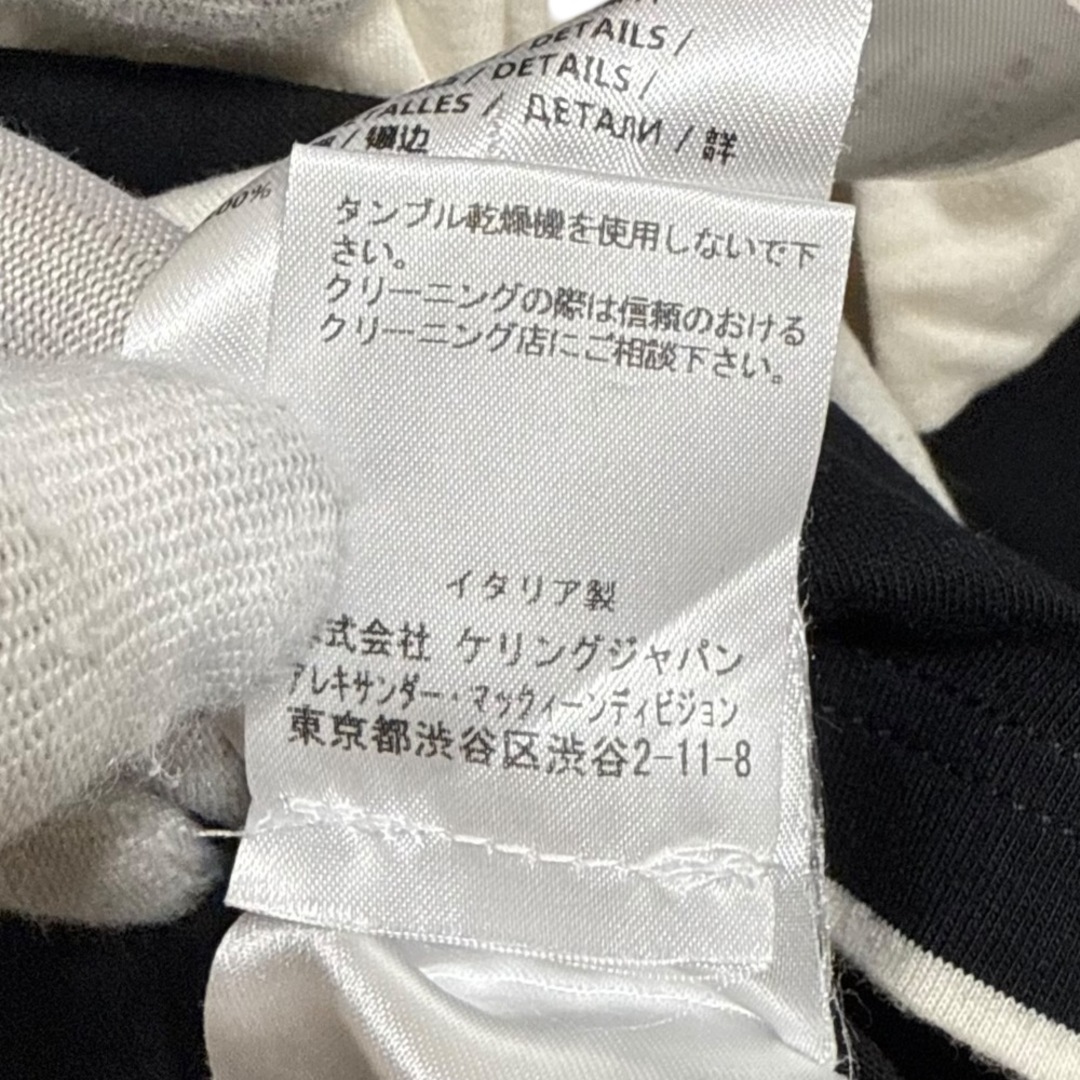 DETAILS /
/ DETAILS /
TALLES / ДЕТАЛИ / 詳
/ 镶边
100%
タンブル乾燥機を使用しないで下
さい。
クリーニングの際は信頼のおける
クリーニング店にご相談下さい。
イタリア製
式会社 ケリングジャパン
アレキサンダー・マックィーンディビジョン
東京都渋谷区渋谷2-11-8